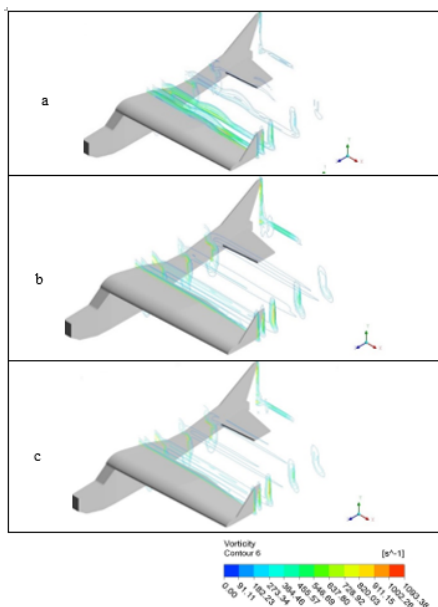 a
b
c
Vorticity
Contour 6
[s^-1]
0.00
91.11
182.23
273.34
364.46
455.57
546.69
637.80
728.92
820.03
911.15
1002.26
1093.38